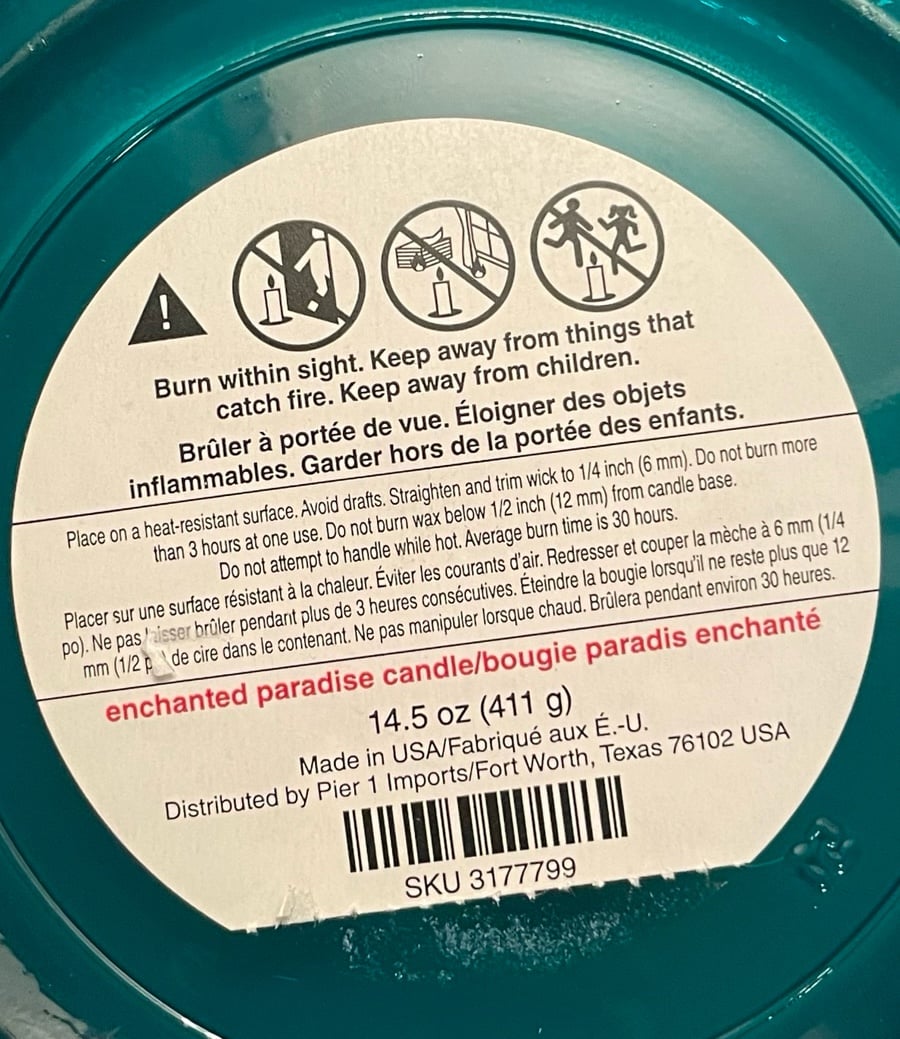 Burn within sight. Keep away from things that
catch fire. Keep away from children.
Brûler à portée de vue. Éloigner des objets
inflammables. Garder hors de la portée des enfants.
Place on a heat-resistant surface. Avoid drafts. Straighten and trim wick to 1/4 inch (6 mm). Do not burn more
than 3 hours at one use. Do not burn wax below 1/2 inch (12 mm) from candle base.
Do not attempt to handle while hot. Average burn time is 30 hours.
Placer sur une surface résistant à la chaleur. Éviter les courants d'air. Redresser et couper la mèche à 6 mm (1/4
po). Ne pas laisser brûler pendant plus de 3 heures consécutives. Éteindre la bougie lorsqu'il ne reste plus que 12
mm (1/2 de cire dans le contenant. Ne pas manipuler lorsque chaud. Brûlera pendant environ 30 heures.
enchanted paradise candle/bougie paradis enchanté
14.5 oz (411 g)
Made in USA/Fabriqué aux É.-U.
Distributed by Pier 1 Imports/Fort Worth, Texas 76102 USA
SKU 3177799